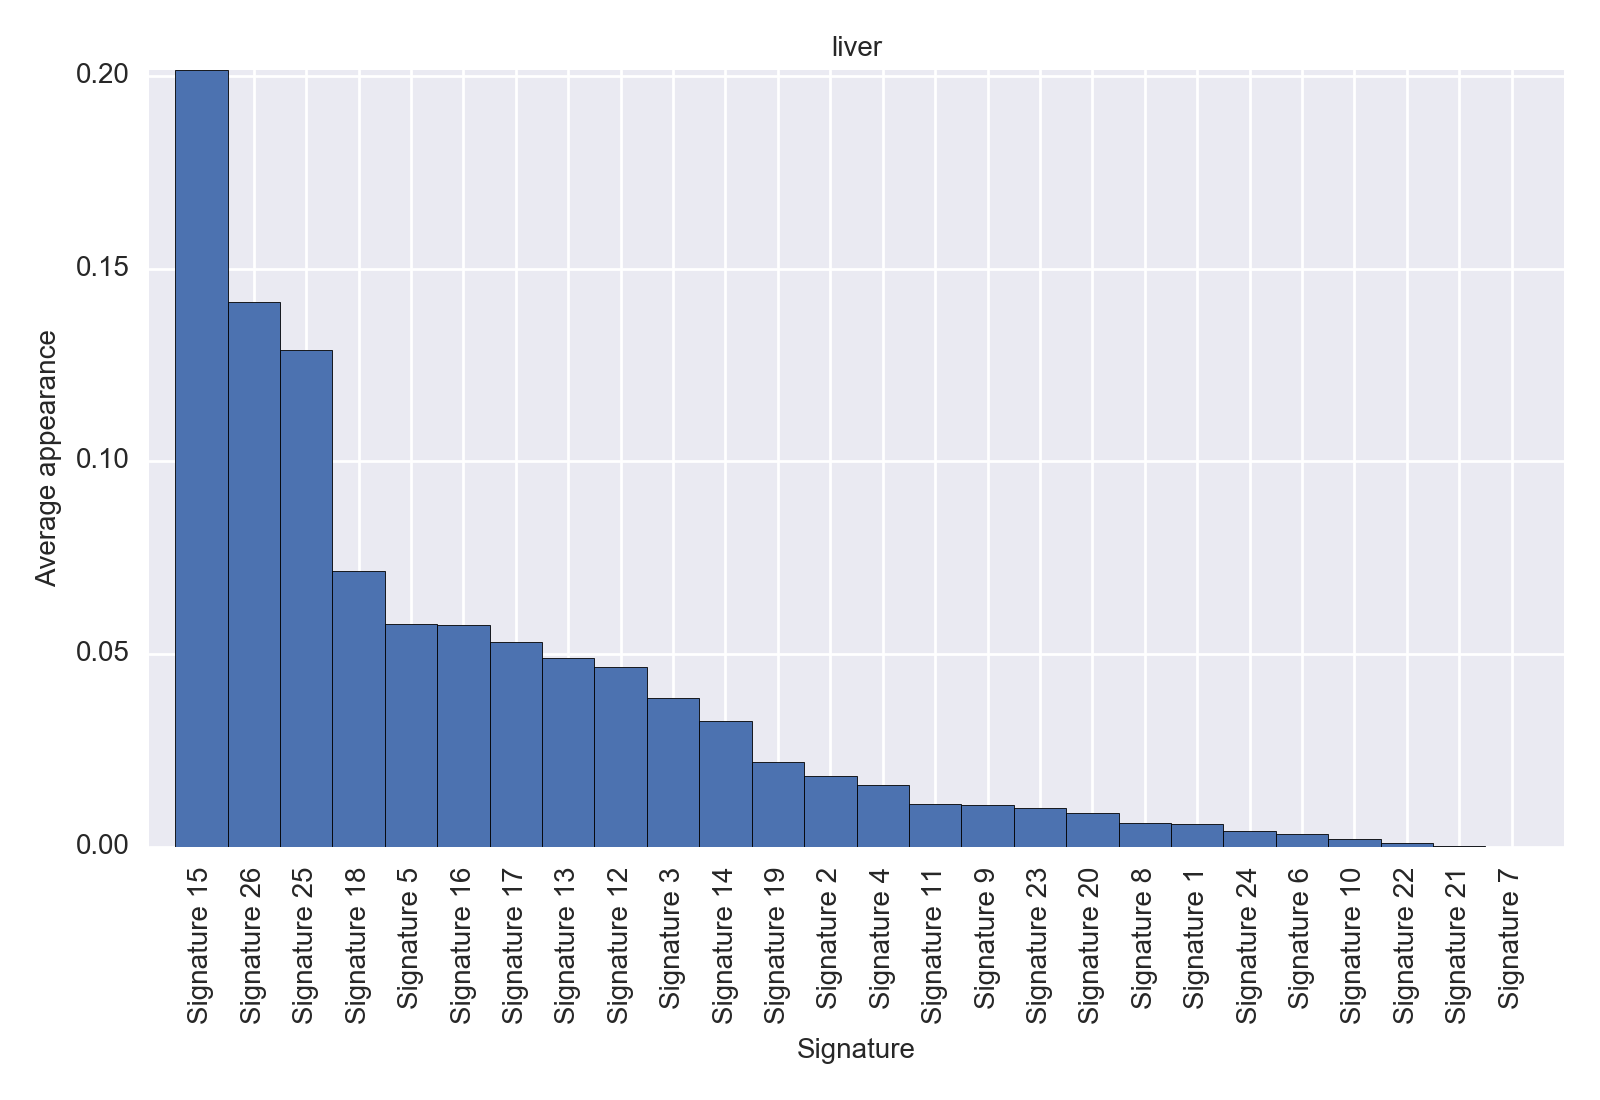 liver
0.20
0.15
0.10
0.05
0.00
Average appearance
Signature 15
Signature 26
Signature 25
Signature 18
Signature 5
Signature 16
Signature 17
Signature 13
Signature 12
Signature 3
Signature 14
Signature 19
Signature 2
Signature 4
Signature 11
Signature 9
Signature 23
Signature 20
Signature 8
Signature 1
Signature 24
Signature 6
Signature 10
Signature 22
Signature 21
Signature 7
Signature